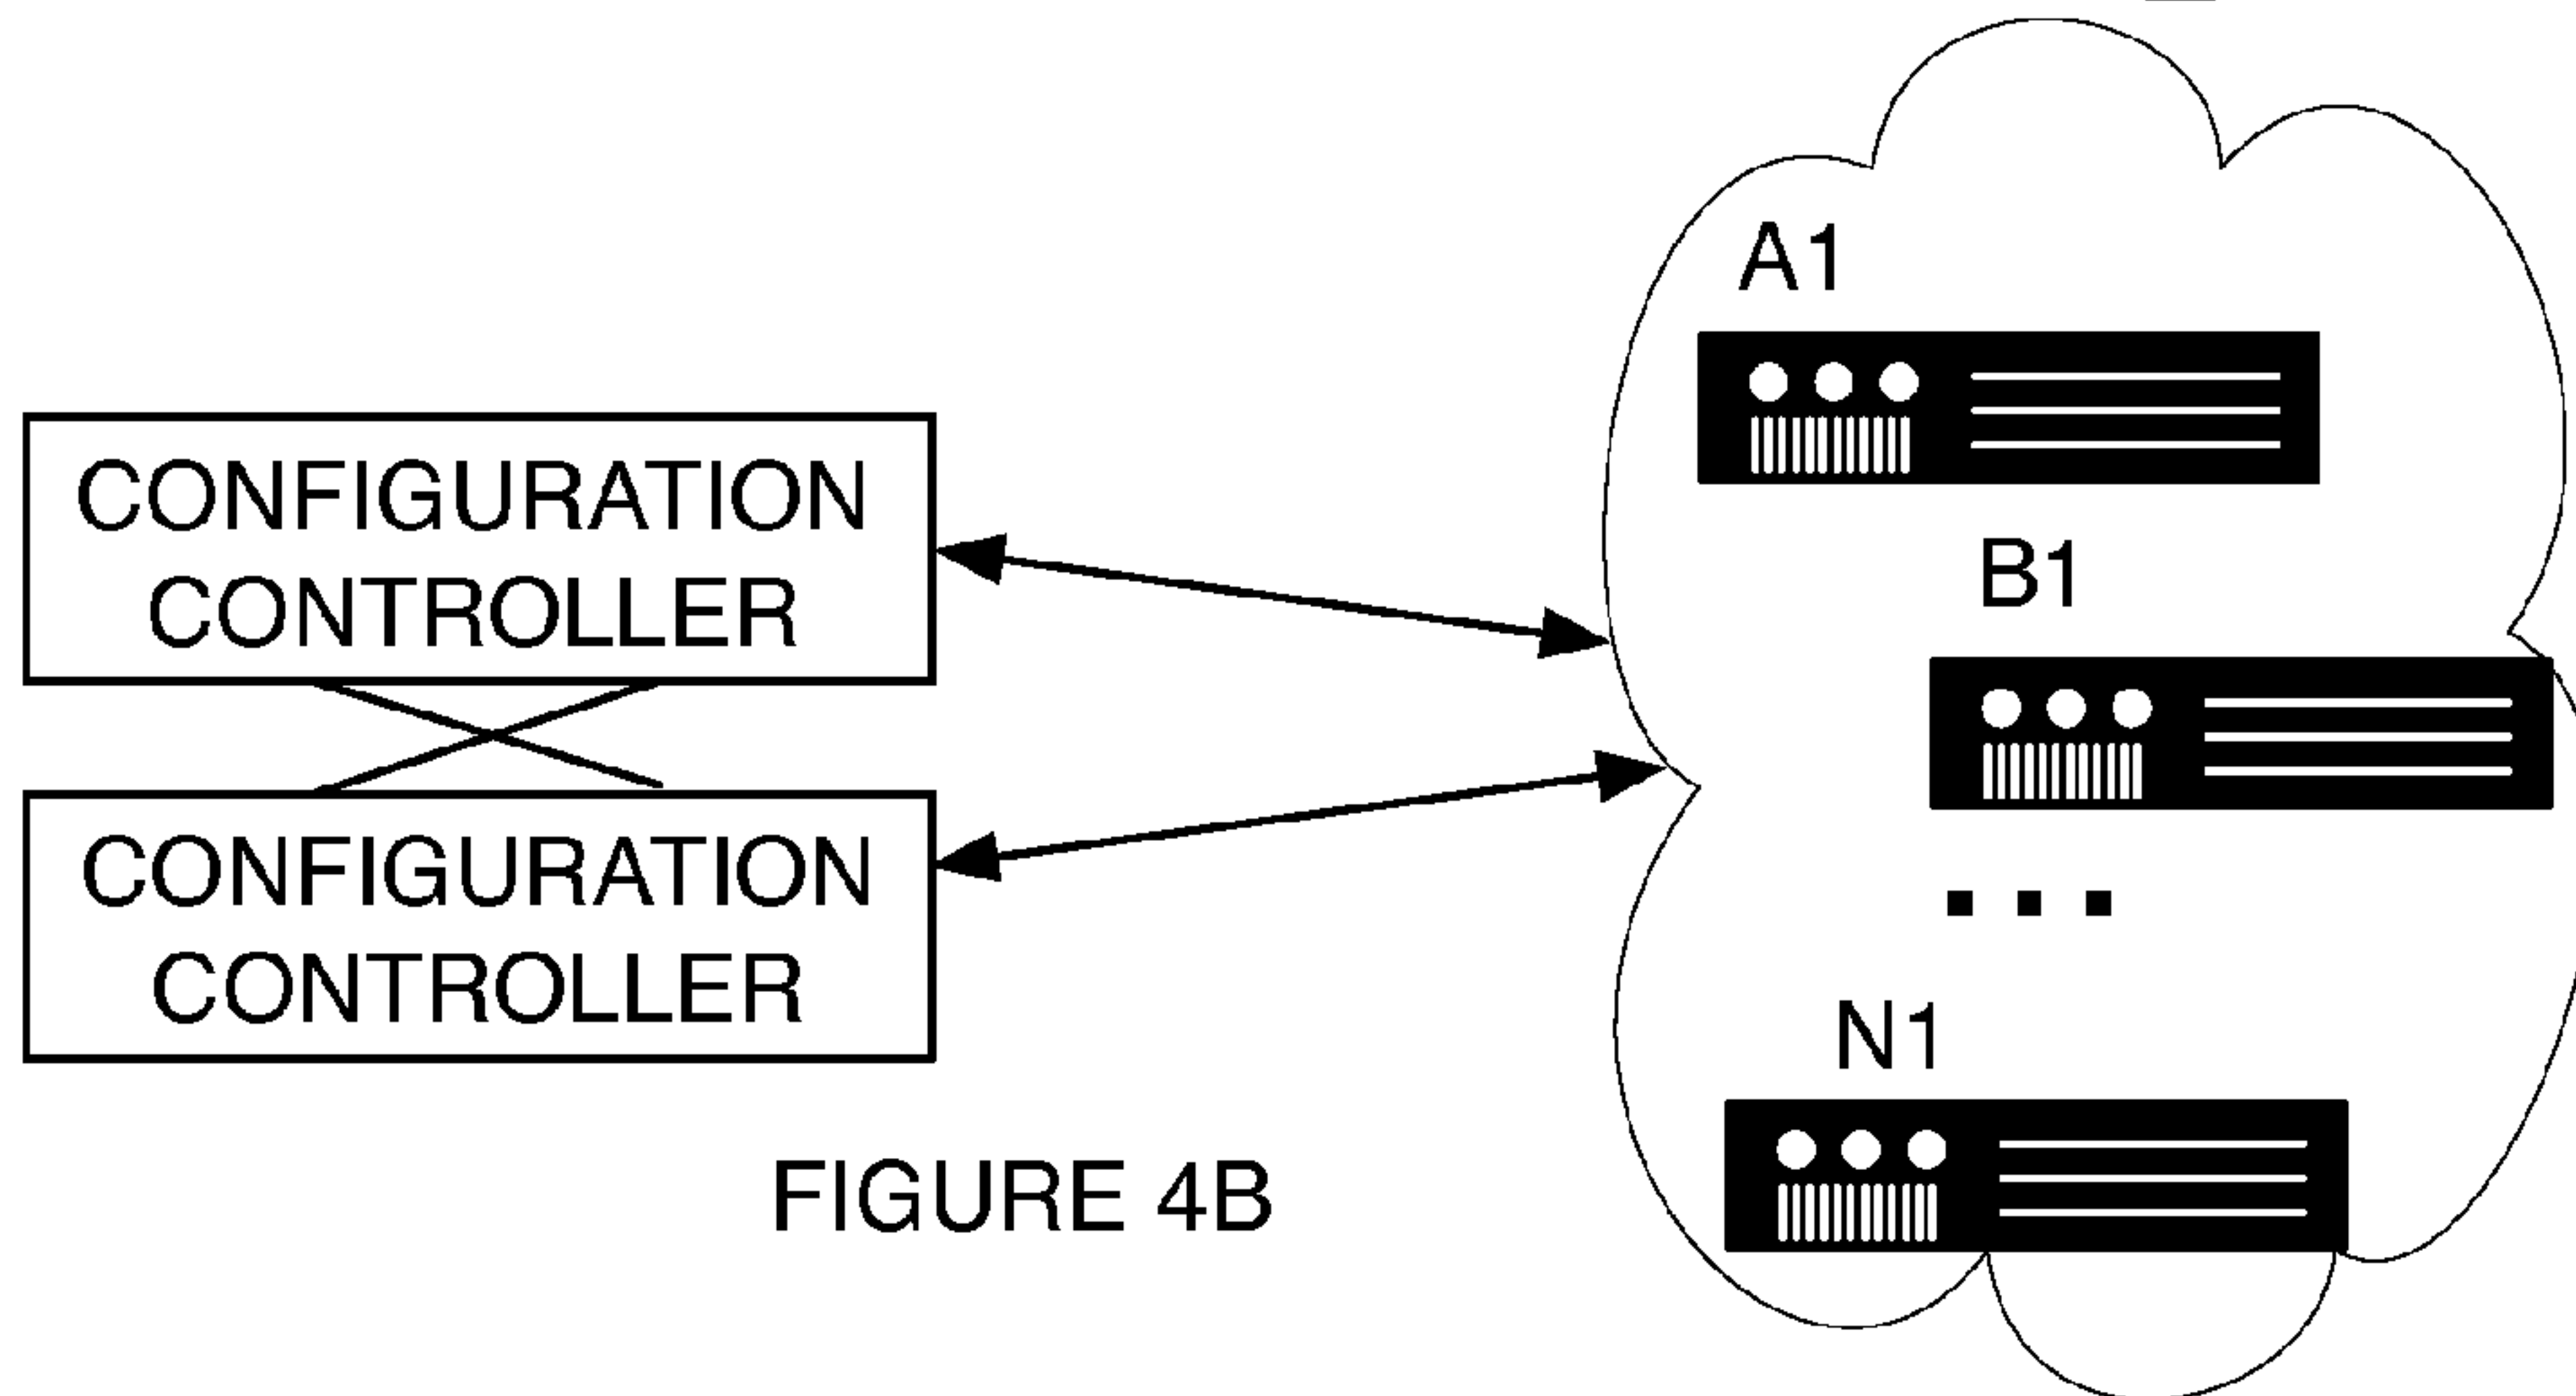 A1
CONFIGURATION
CONTROLLER
B1
CONFIGURATION
CONTROLLER
...
N1
FIGURE 4B